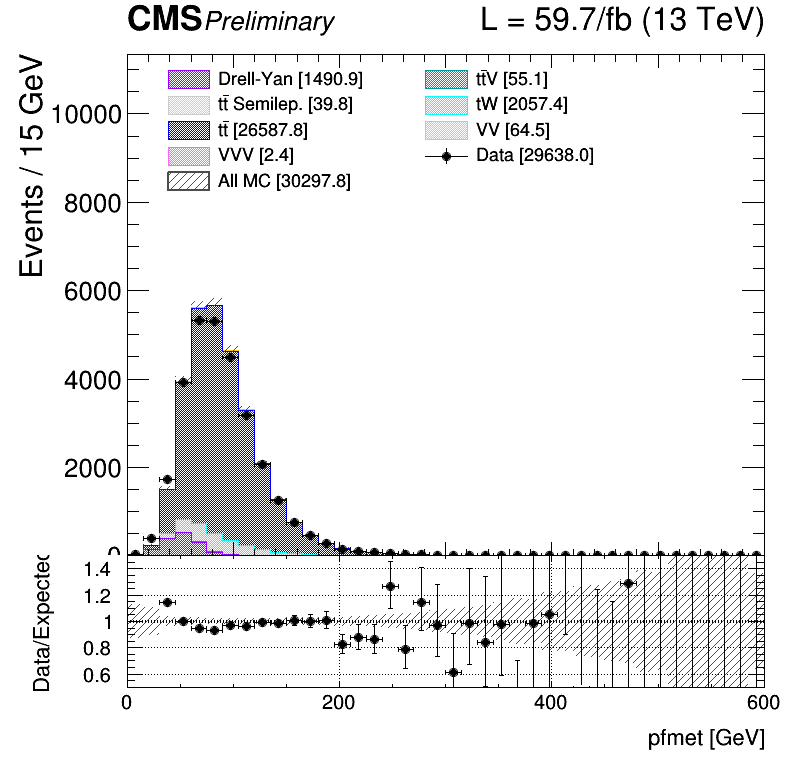 CMS Preliminary L = 59.7/fb (13 TeV)
Events / 15 GeV
Drell-Yan [1490.9]
tt̄ Semilep. [39.8]
tt̄ [26587.8]
VVV [2.4]
All MC [30297.8]
tt̄V [55.1]
tW [2057.4]
VV [64.5]
Data [29638.0]
10000
8000
6000
4000
2000
0
Data/Expected
1.4
1.2
1
0.8
0.6
0 200 400 600
pfmet [GeV]